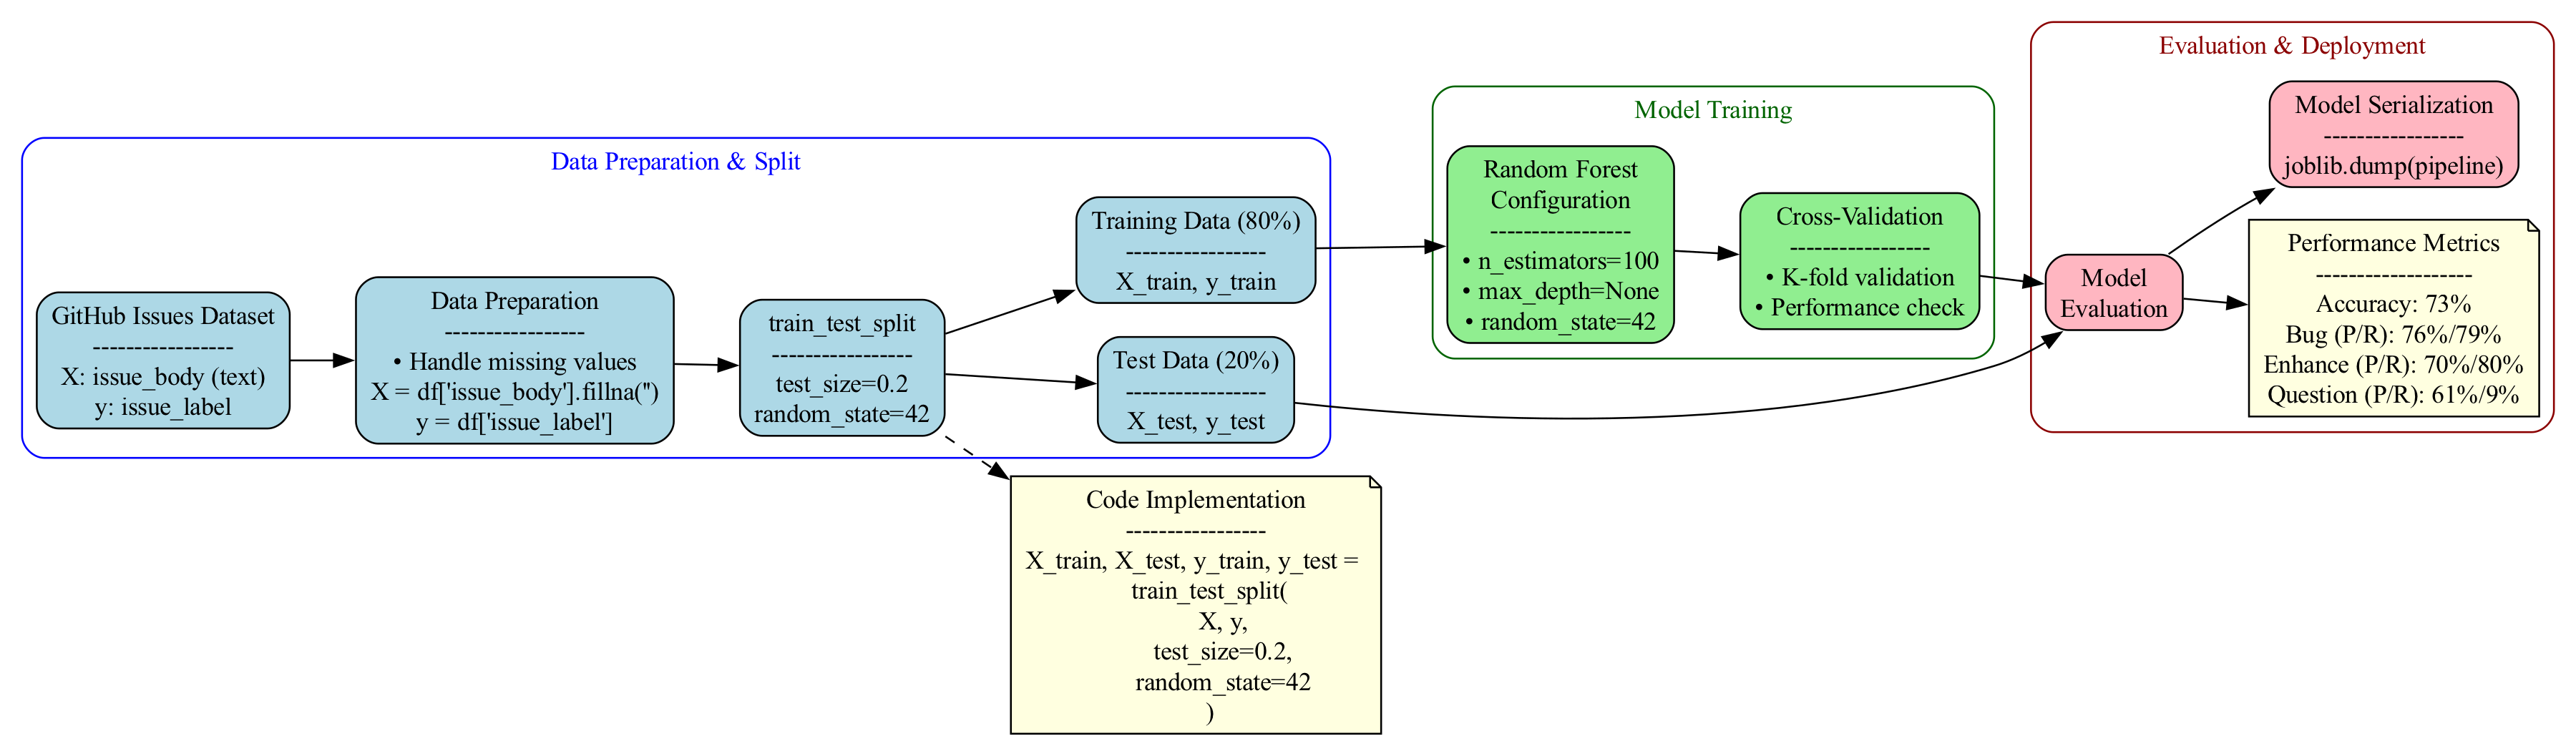 Data Preparation & Split
GitHub Issues Dataset
-----------------
X: issue_body (text)
y: issue_label
Data Preparation
-----------------
• Handle missing values
X = df['issue_body'].fillna('')
y = df['issue_label']
train_test_split
-----------------
test_size=0.2
random_state=42
Training Data (80%)
-----------------
X_train, y_train
Test Data (20%)
-----------------
X_test, y_test
Code Implementation
-----------------
X_train, X_test, y_train, y_test =
train_test_split(
X, y,
test_size=0.2,
random_state=42
)
Model Training
Random Forest
Configuration
-----------------
• n_estimators=100
• max_depth=None
• random_state=42
Cross-Validation
-----------------
• K-fold validation
• Performance check
Evaluation & Deployment
Model
Evaluation
Model Serialization
-----------------
joblib.dump(pipeline)
Performance Metrics
-------------------
Accuracy: 73%
Bug (P/R): 76%/79%
Enhance (P/R): 70%/80%
Question (P/R): 61%/9%